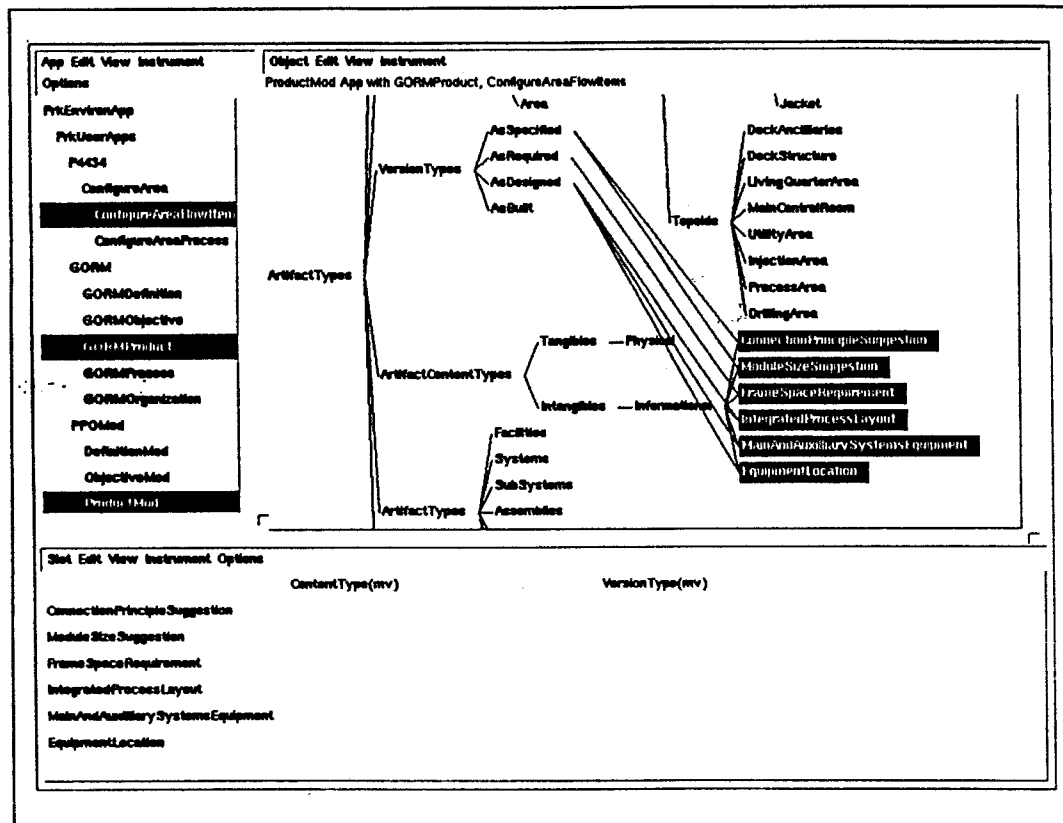 App Edit View Instrument
Options
PrkEnvironApp
PrkUserApps
P4434
ConfigureArea
ConfigureAreaFlowItem
ConfigureAreaProcess
GORM
GORMDefinition
GORMObjective
GORMProduct
GORMProcess
GORMOrganization
PPOMod
DefinitionMod
ObjectiveMod
ProductMod
Object Edit View Instrument
ProductMod App with GORMProduct, ConfigureAreaFlowItems
Area
VersionTypes
AsSpecified
AsRequired
AsDesigned
AsBuilt
ArtifactTypes
ArtifactContentTypes
Tangibles
Physical
Intangibles
Informational
ArtifactTypes
Facilities
Systems
SubSystems
Assemblies
Jacket
Topside
DeckAncilleries
DeckStructure
LivingQuarterArea
MainControlRoom
UtilityArea
InjectionArea
ProcessArea
DrillingArea
ConnectionPrincipleSuggestion
ModuleSizeSuggestion
FrameSpaceRequirement
IntegratedProcessLayout
MainAndAuxiliarySystemsEquipment
EquipmentLocation
Slot Edit View Instrument Options
ContentType(mv) VersionType(mv)
ConnectionPrincipleSuggestion
ModuleSizeSuggestion
FrameSpaceRequirement
IntegratedProcessLayout
MainAndAuxiliarySystemsEquipment
EquipmentLocation